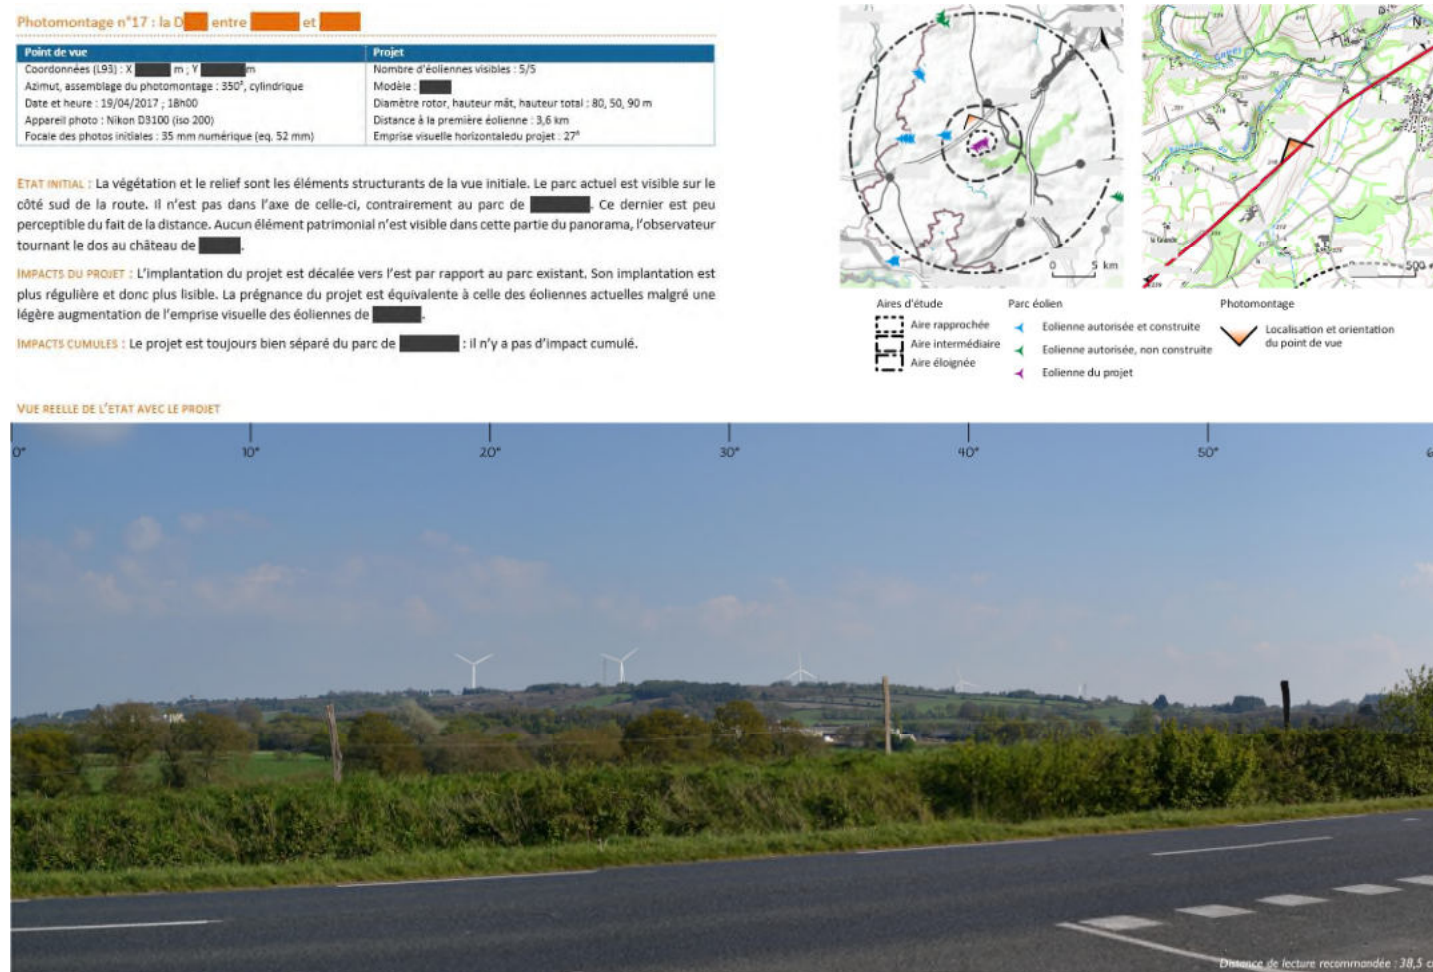 Photomontage n°17 : la D entre et
Point de vue
Projet
Coordonnées (L93) : X m ; Y m
Nombre d'éoliennes visibles : 5/5
Azimut, assemblage du photomontage : 350°, cylindrique
Modèle :
Date et heure : 19/04/2017 ; 18h00
Diamètre rotor, hauteur mât, hauteur total : 80, 50, 90 m
Appareil photo : Nikon D3100 (iso 200)
Distance à la première éolienne : 3,6 km
Focale des photos initiales : 35 mm numérique (eq. 52 mm)
Emprise visuelle horizontaledu projet : 27°
ETAT INITIAL : La végétation et le relief sont les éléments structurants de la vue initiale. Le parc actuel est visible sur le
côté sud de la route. Il n'est pas dans l'axe de celle-ci, contrairement au parc de . Ce dernier est peu
perceptible du fait de la distance. Aucun élément patrimonial n'est visible dans cette partie du panorama, l'observateur
tournant le dos au château de .
IMPACTS DU PROJET : L'implantation du projet est décalée vers l'est par rapport au parc existant. Son implantation est
plus régulière et donc plus lisible. La prégnance du projet est équivalente à celle des éoliennes actuelles malgré une
légère augmentation de l'emprise visuelle des éoliennes de .
IMPACTS CUMULES : Le projet est toujours bien séparé du parc de : il n'y a pas d'impact cumulé.
0 5 km
N
la Grande
500
Aires d'étude
Aire rapprochée
Aire intermédiaire
Aire éloignée
Parc éolien
Eolienne autorisée et construite
Eolienne autorisée, non construite
Eolienne du projet
Photomontage
Localisation et orientation
du point de vue
VUE REELLE DE L'ETAT AVEC LE PROJET
0° 10° 20° 30° 40° 50° 6
Distance de lecture recommandée : 38,5 c